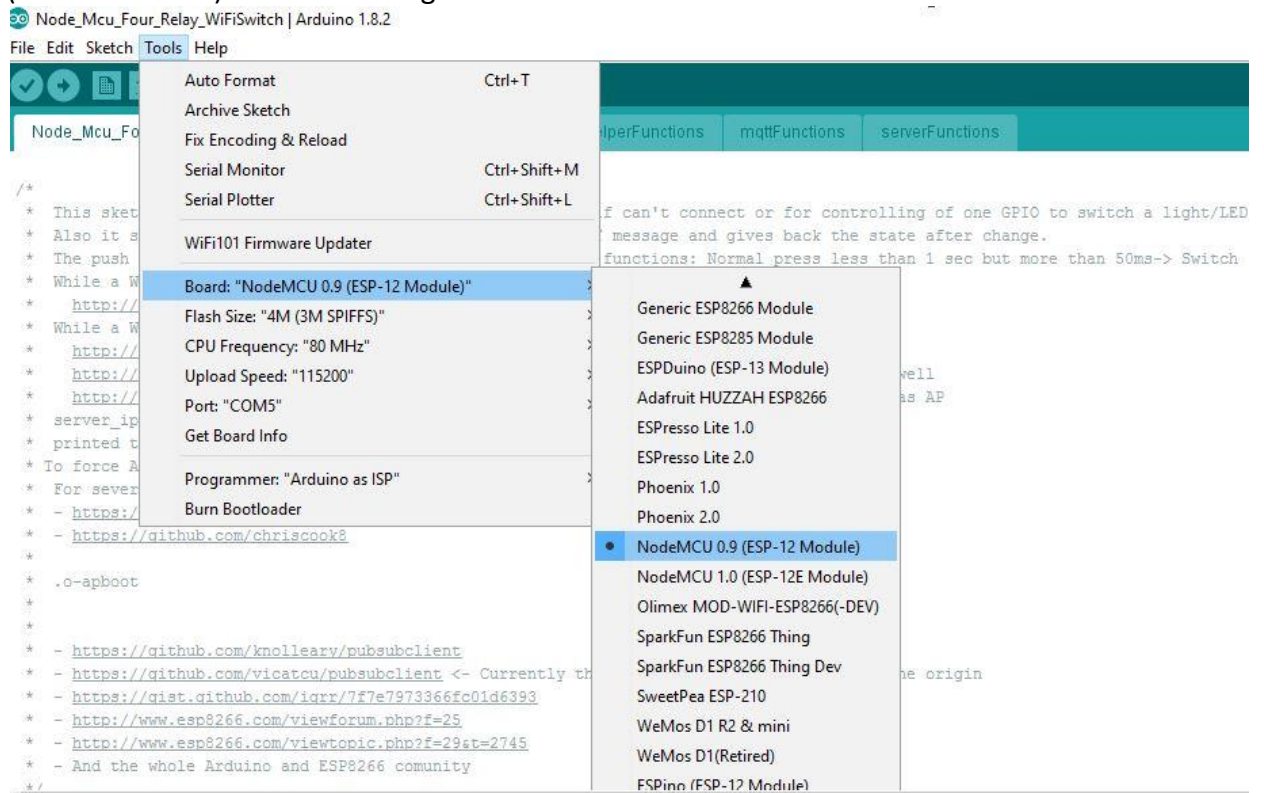 Node_Mcu_Four_Relay_WiFiSwitch | Arduino 1.8.2
File Edit Sketch Tools Help
Auto Format Ctrl+T
Archive Sketch
Fix Encoding & Reload
Serial Monitor Ctrl+Shift+M
Serial Plotter Ctrl+Shift+L
WiFi101 Firmware Updater
Board: "NodeMCU 0.9 (ESP-12 Module)"
Flash Size: "4M (3M SPIFFS)"
CPU Frequency: "80 MHz"
Upload Speed: "115200"
Port: "COM5"
Get Board Info
Programmer: "Arduino as ISP"
Burn Bootloader
Generic ESP8266 Module
Generic ESP8285 Module
ESPDuino (ESP-13 Module)
Adafruit HUZZAH ESP8266
ESPresso Lite 1.0
ESPresso Lite 2.0
Phoenix 1.0
Phoenix 2.0
NodeMCU 0.9 (ESP-12 Module)
NodeMCU 1.0 (ESP-12E Module)
Olimex MOD-WIFI-ESP8266(-DEV)
SparkFun ESP8266 Thing
SparkFun ESP8266 Thing Dev
SweetPea ESP-210
WeMos D1 R2 & mini
WeMos D1(Retired)
ESPino (ESP-12 Module)
Node_Mcu_Fo lperFunctions mqttFunctions serverFunctions
/*
* This sket f can't connect or for controlling of one GPIO to switch a light/LED
* Also it s message and gives back the state after change.
* The push functions: Normal press less than 1 sec but more than 50ms-> Switch
* While a W
* http://
* While a W
* http://
* http:// well
* http:// as AP
* server_ip
* printed t
* To force A
* For sever
* - https:/
* - https://github.com/chriscook8
*
* .o-apboot
*
*
* - https://github.com/knolleary/pubsubclient
* - https://github.com/vicatcu/pubsubclient <- Currently th he origin
* - https://gist.github.com/igrr/7f7e7973366fc01d6393
* - http://www.esp8266.com/viewforum.php?f=25
* - http://www.esp8266.com/viewtopic.php?f=29&t=2745
* - And the whole Arduino and ESP8266 comunity
*/